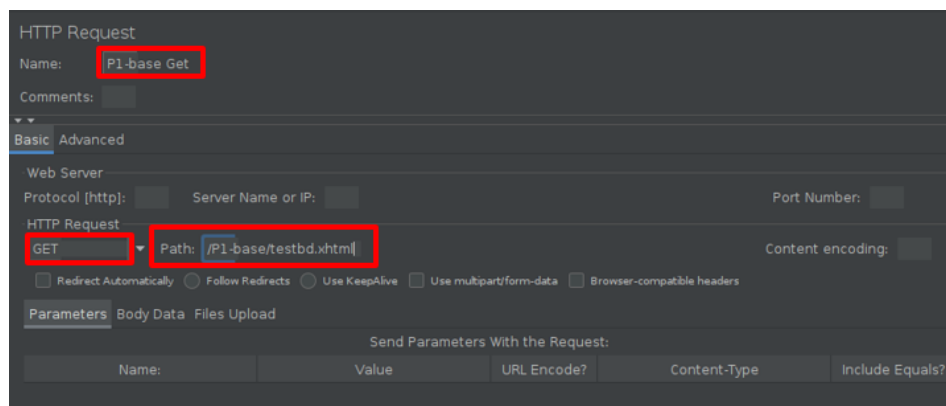 HTTP Request
Name: P1-base Get
Comments:
Basic Advanced
Web Server
Protocol [http]: Server Name or IP: Port Number:
HTTP Request
GET Path: /P1-base/testbd.xhtml Content encoding:
Redirect Automatically Follow Redirects Use KeepAlive Use multipart/form-data Browser-compatible headers
Parameters Body Data Files Upload
Send Parameters With the Request:
Name: Value URL Encode? Content-Type Include Equals?